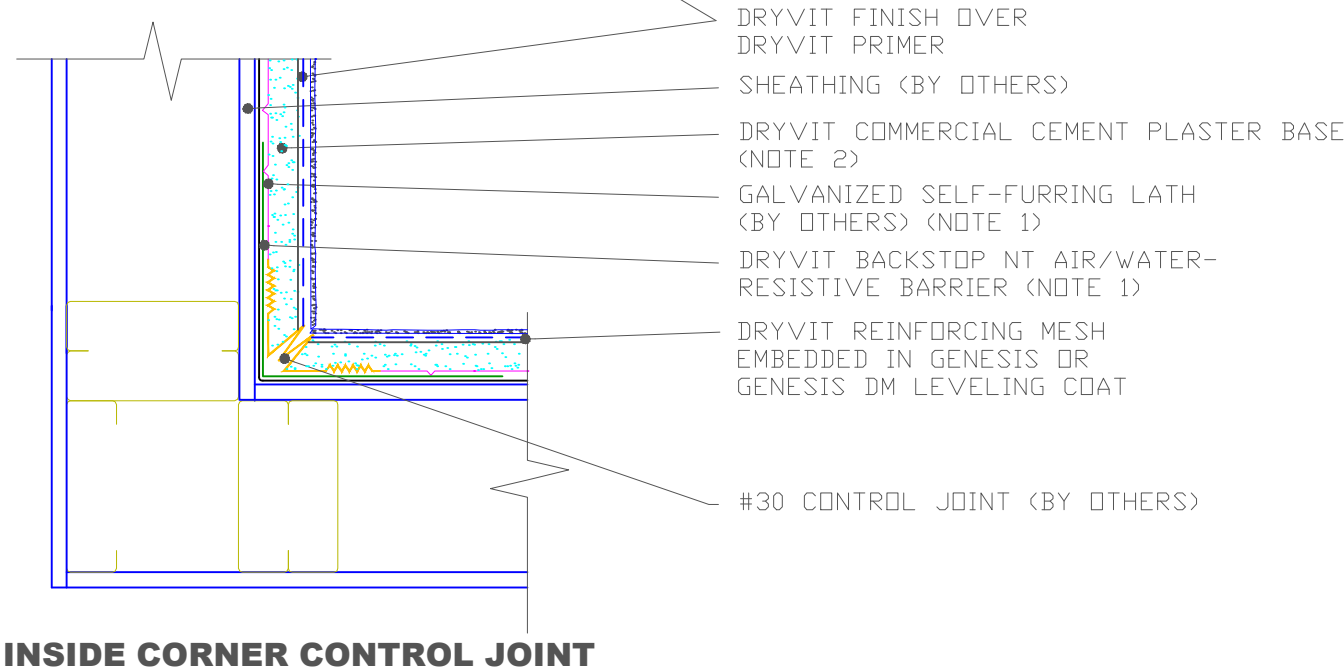 DRYVIT FINISH OVER
DRYVIT PRIMER
SHEATHING (BY OTHERS)
DRYVIT COMMERCIAL CEMENT PLASTER BASE
(NOTE 2)
GALVANIZED SELF-FURRING LATH
(BY OTHERS) (NOTE 1)
DRYVIT BACKSTOP NT AIR/WATER-
RESISTIVE BARRIER (NOTE 1)
DRYVIT REINFORCING MESH
EMBEDDED IN GENESIS OR
GENESIS DM LEVELING COAT
#30 CONTROL JOINT (BY OTHERS)
INSIDE CORNER CONTROL JOINT